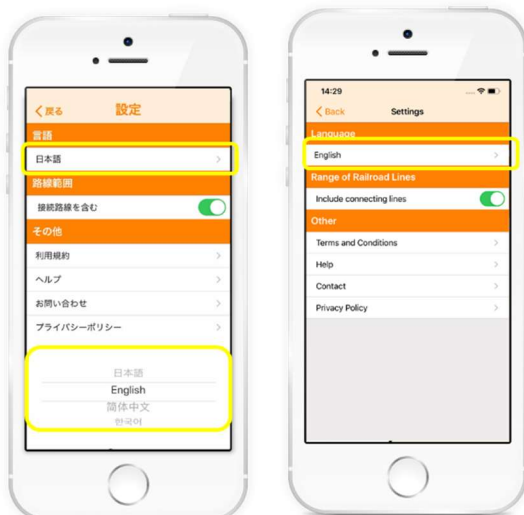 戻る 設定
言語
日本語
路線範囲
接続路線を含む
その他
利用規約
ヘルプ
お問い合わせ
プライバシーポリシー
日本語
English
简体中文
한국어
14:29
Back Settings
Language
English
Range of Railroad Lines
Include connecting lines
Other
Terms and Conditions
Help
Contact
Privacy Policy